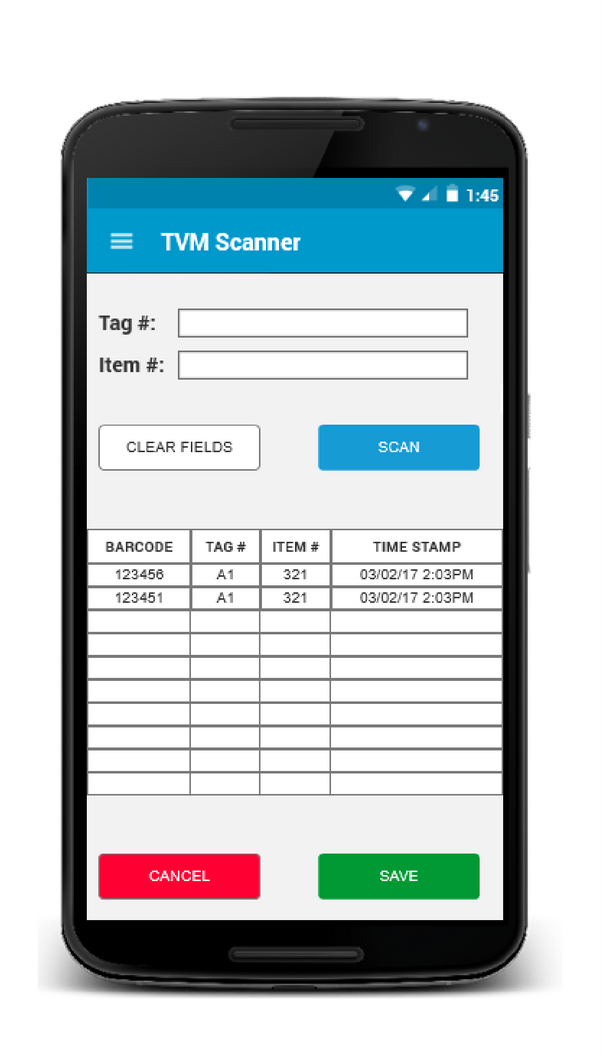 1:45
TVM Scanner
Tag #:
Item #:
CLEAR FIELDS SCAN
BARCODE TAG # ITEM # TIME STAMP
123456 A1 321 03/02/17 2:03PM
123451 A1 321 03/02/17 2:03PM
CANCEL SAVE